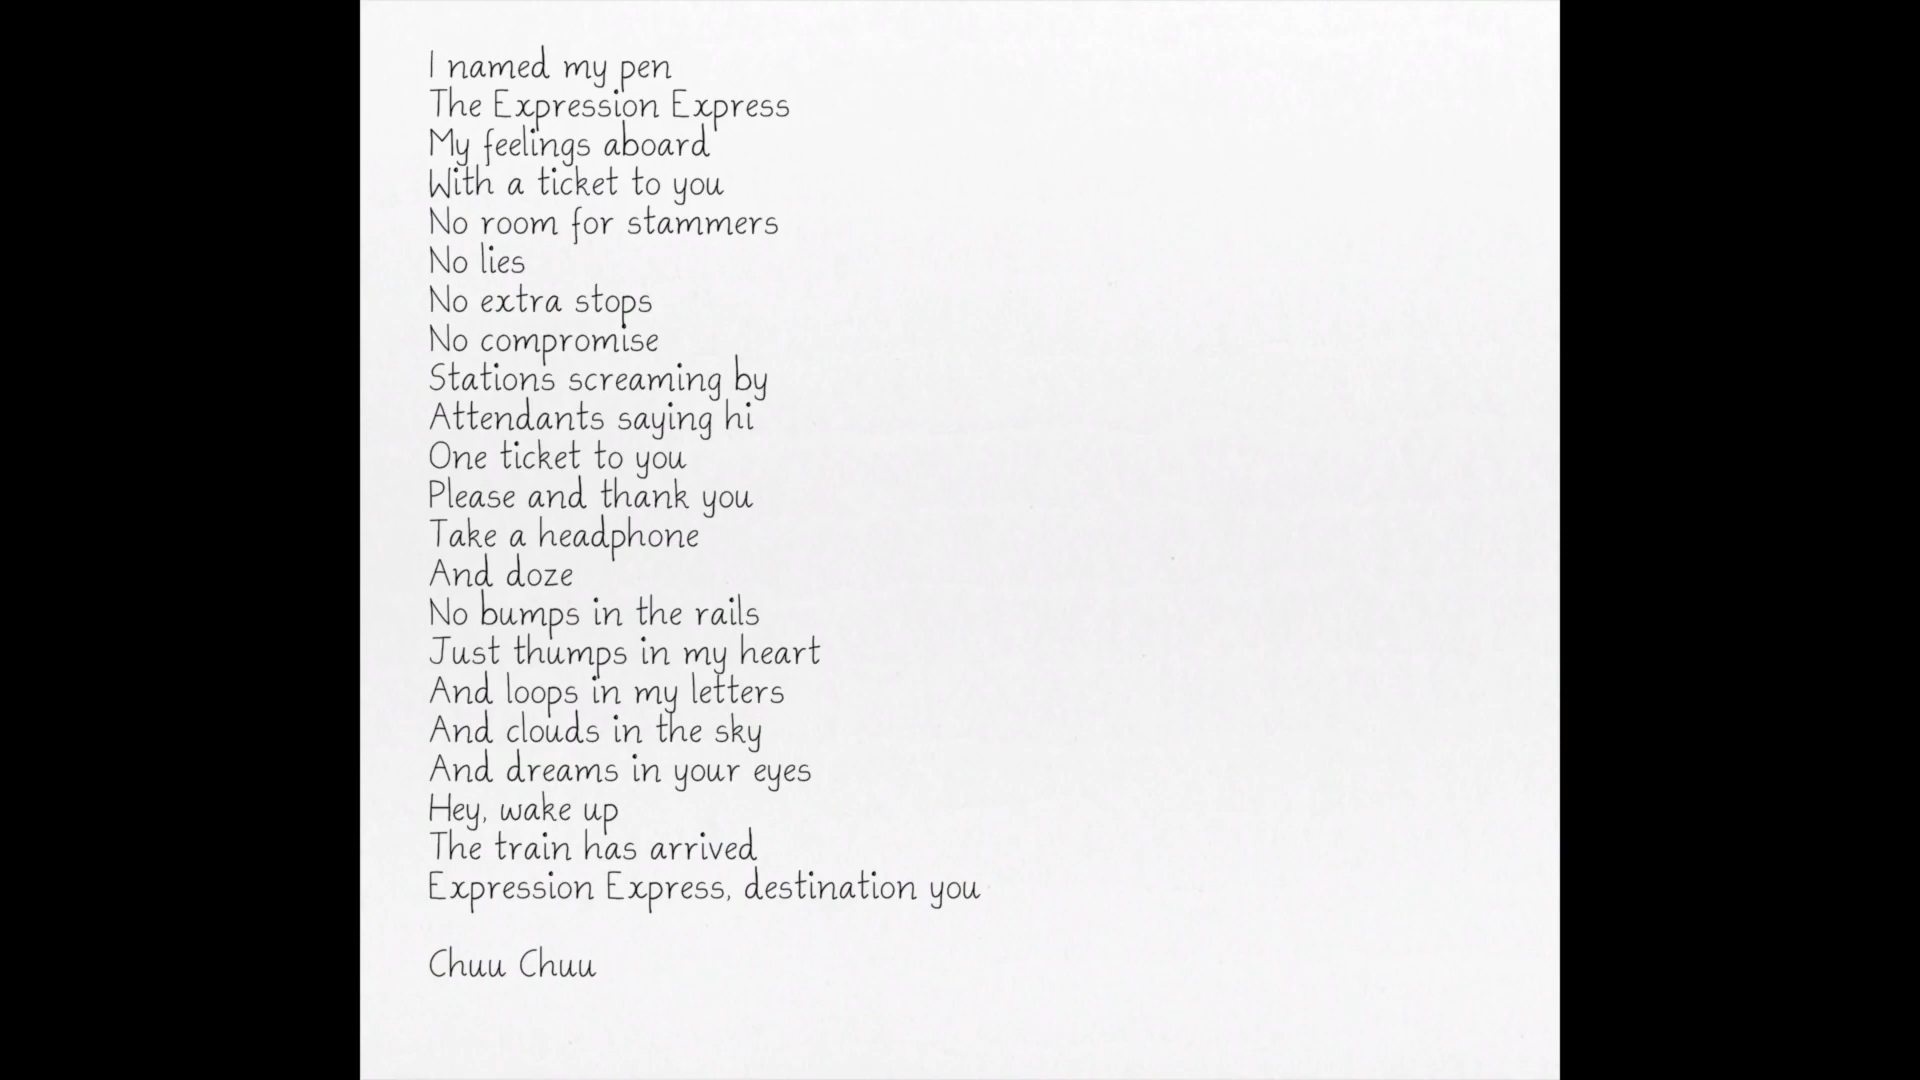 I named my pen
The Expression Express
My feelings aboard
With a ticket to you
No room for stammers
No lies
No extra stops
No compromise
Stations screaming by
Attendants saying hi
One ticket to you
Please and thank you
Take a headphone
And doze
No bumps in the rails
Just thumps in my heart
And loops in my letters
And clouds in the sky
And dreams in your eyes
Hey, wake up
The train has arrived
Expression Express, destination you
Chuu Chuu